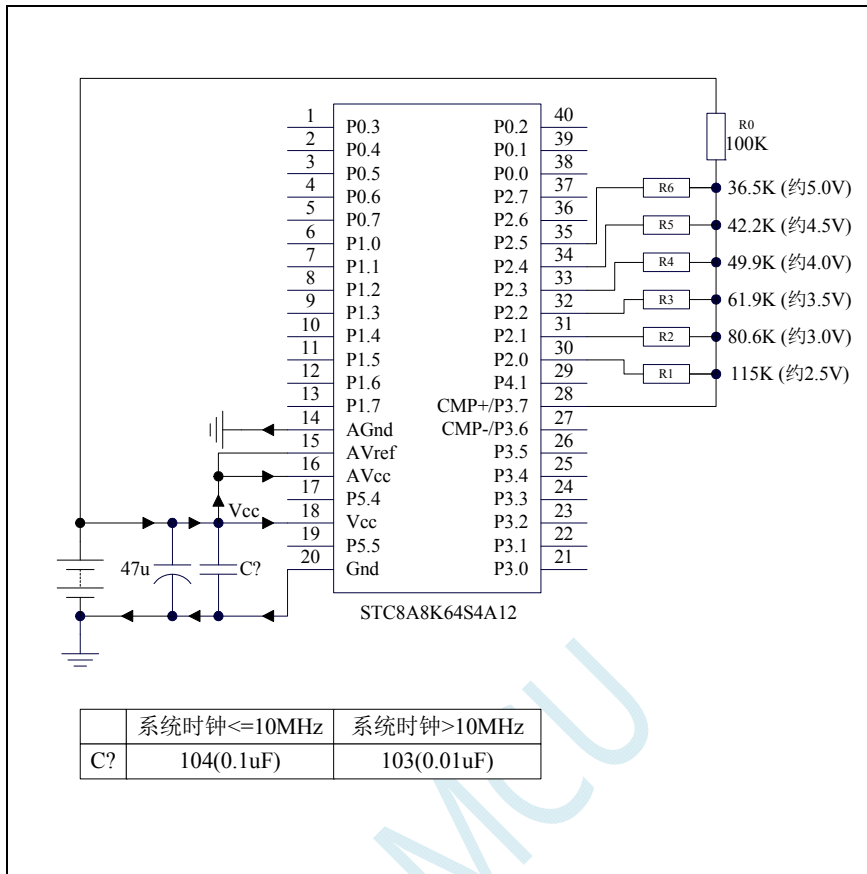 1 P0.3 P0.2 40
2 P0.4 P0.1 39
3 P0.5 P0.0 38
4 P0.6 P2.7 37
5 P0.7 P2.6 36
6 P1.0 P2.5 35
7 P1.1 P2.4 34
8 P1.2 P2.3 33
9 P1.3 P2.2 32
10 P1.4 P2.1 31
11 P1.5 P2.0 30
12 P1.6 P4.1 29
13 P1.7 CMP+/P3.7 28
14 AGnd CMP-/P3.6 27
15 AVref P3.5 26
16 AVcc P3.4 25
17 P5.4 P3.3 24
18 Vcc P3.2 23
19 P5.5 P3.1 22
20 Gnd P3.0 21
R0
100K
R6 36.5K (约5.0V)
R5 42.2K (约4.5V)
R4 49.9K (约4.0V)
R3 61.9K (约3.5V)
R2 80.6K (约3.0V)
R1 115K (约2.5V)
Vcc
47u C?
STC8A8K64S4A12
系统时钟<=10MHz 系统时钟>10MHz
C? 104(0.1uF) 103(0.01uF)
MCU